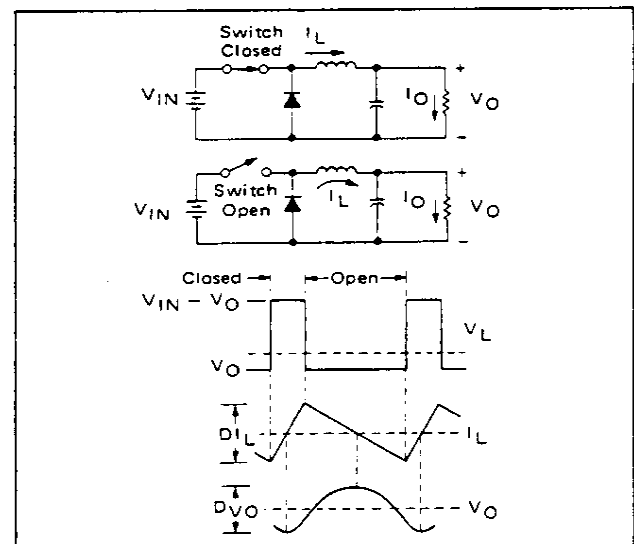 Switch Closed
I_L
V_IN
I_O
+
V_O
−
Switch Open
I_L
V_IN
I_O
+
V_O
−
Closed
Open
V_IN − V_O
V_L
V_O
DI_L
I_L
D_VO
V_O